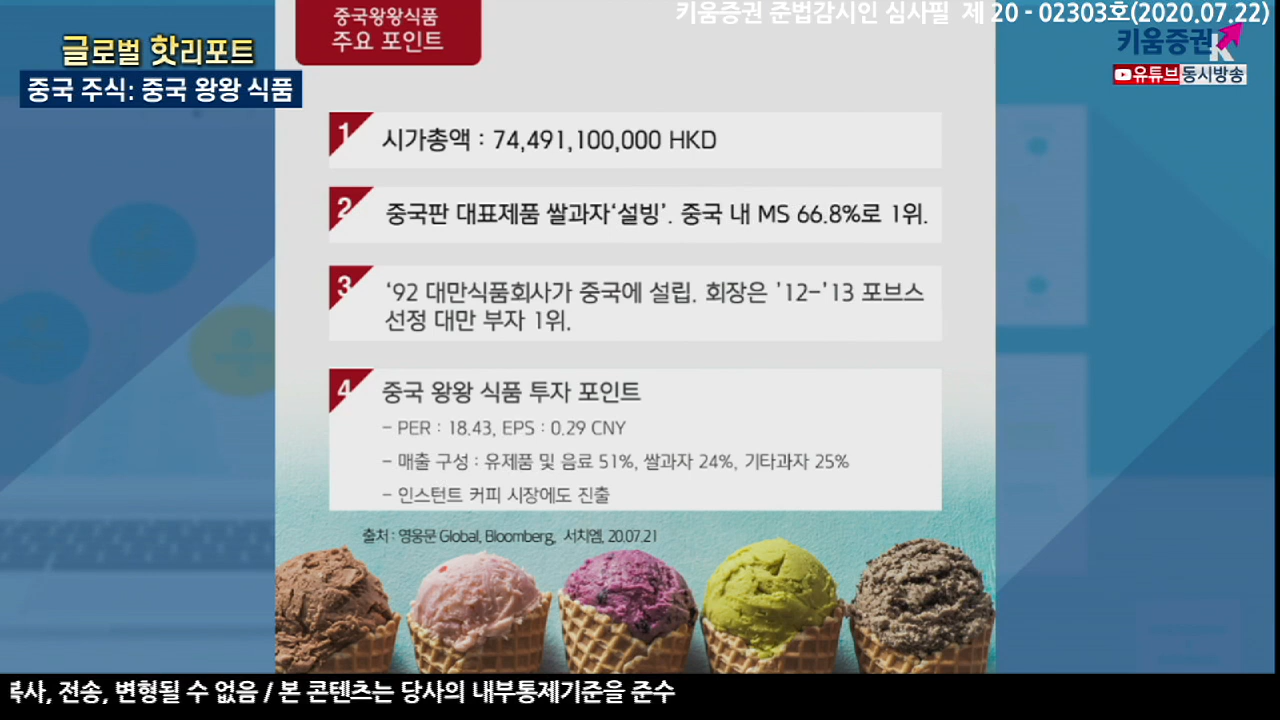 키움증권 준법감시인 심사필 제 20 - 02303호(2020.07.22)
키움증권
유튜브동시방송
글로벌 핫리포트
중국 주식: 중국 왕왕 식품
중국왕왕식품
주요 포인트
1 시가총액 : 74,491,100,000 HKD
2 중국판 대표제품 쌀과자‘설빙’. 중국 내 MS 66.8%로 1위.
3 ‘92 대만식품회사가 중국에 설립. 회장은 ’12-’13 포브스
선정 대만 부자 1위.
4 중국 왕왕 식품 투자 포인트
- PER : 18.43, EPS : 0.29 CNY
- 매출 구성 : 유제품 및 음료 51%, 쌀과자 24%, 기타과자 25%
- 인스턴트 커피 시장에도 진출
출처 : 영웅문 Global, Bloomberg, 서치엠, 20.07.21
전송, 변형될 수 없음 / 본 콘텐츠는 당사의 내부통제기준을 준수